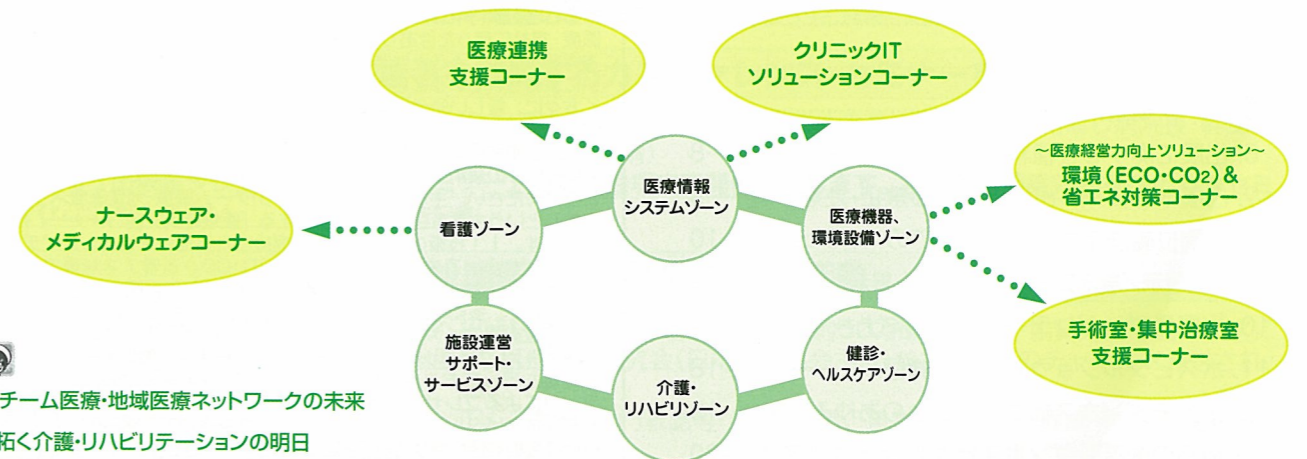 医療連携
支援コーナー
クリニックIT
ソリューションコーナー
～医療経営力向上ソリューション～
環境(ECO・CO2)&
省エネ対策コーナー
医療情報
システムゾーン
医療機器、
環境設備ゾーン
ナースウェア・
メディカルウェアコーナー
看護ゾーン
手術室・集中治療室
支援コーナー
施設運営
サポート・
サービスゾーン
健診・
ヘルスケアゾーン
介護・
リハビリゾーン
チーム医療・地域医療ネットワークの未来
拓く介護・リハビリテーションの明日